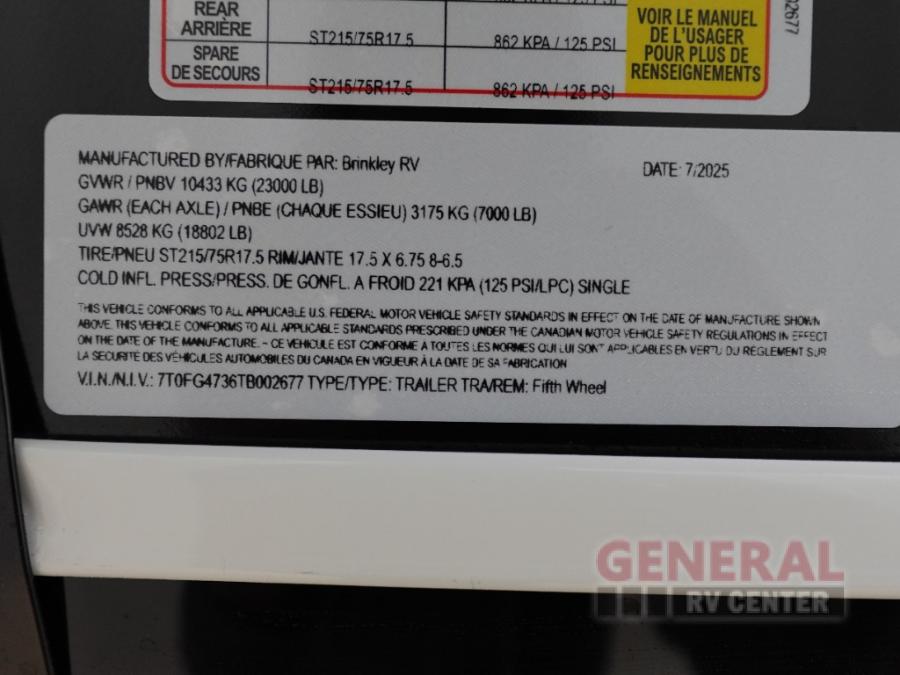 REAR
ARRIÈRE
ST215/75R17.5
862 KPA / 125 PSI
SPARE
DE SECOURS
ST215/75R17.5
862 KPA / 125 PSI
VOIR LE MANUEL
DE L'USAGER
POUR PLUS DE
RENSEIGNEMENTS
MANUFACTURED BY/FABRIQUE PAR: Brinkley RV
DATE: 7/2025
GVWR / PNBV 10433 KG (23000 LB)
GAWR (EACH AXLE) / PNBE (CHAQUE ESSIEU) 3175 KG (7000 LB)
UVW 8528 KG (18802 LB)
TIRE/PNEU ST215/75R17.5 RIM/JANTE 17.5 X 6.75 8-6.5
COLD INFL. PRESS/PRESS. DE GONFL. A FROID 221 KPA (125 PSI/LPC) SINGLE
THIS VEHICLE CONFORMS TO ALL APPLICABLE U.S. FEDERAL MOTOR VEHICLE SAFETY STANDARDS IN EFFECT ON THE DATE OF MANUFACTURE SHOWN
ABOVE. THIS VEHICLE CONFORMS TO ALL APPLICABLE STANDARDS PRESCRIBED UNDER THE CANADIAN MOTOR VEHICLE SAFETY REGULATIONS IN EFFECT
ON THE DATE OF THE MANUFACTURE. - CE VEHICULE EST CONFORME A TOUTES LES NORMES QUI LUI SONT APPLICABLES EN VERTU DU REGLEMENT SUR
LA SECURITE DES VÉHICULES AUTOMOBILES DU CANADA EN VIGUEUR À LA DATE DE SA FABRICATION
V.I.N./N.I.V.: 7T0FG4736TB002677 TYPE/TYPE: TRAILER TRA/REM: Fifth Wheel
GENERAL
RV CENTER